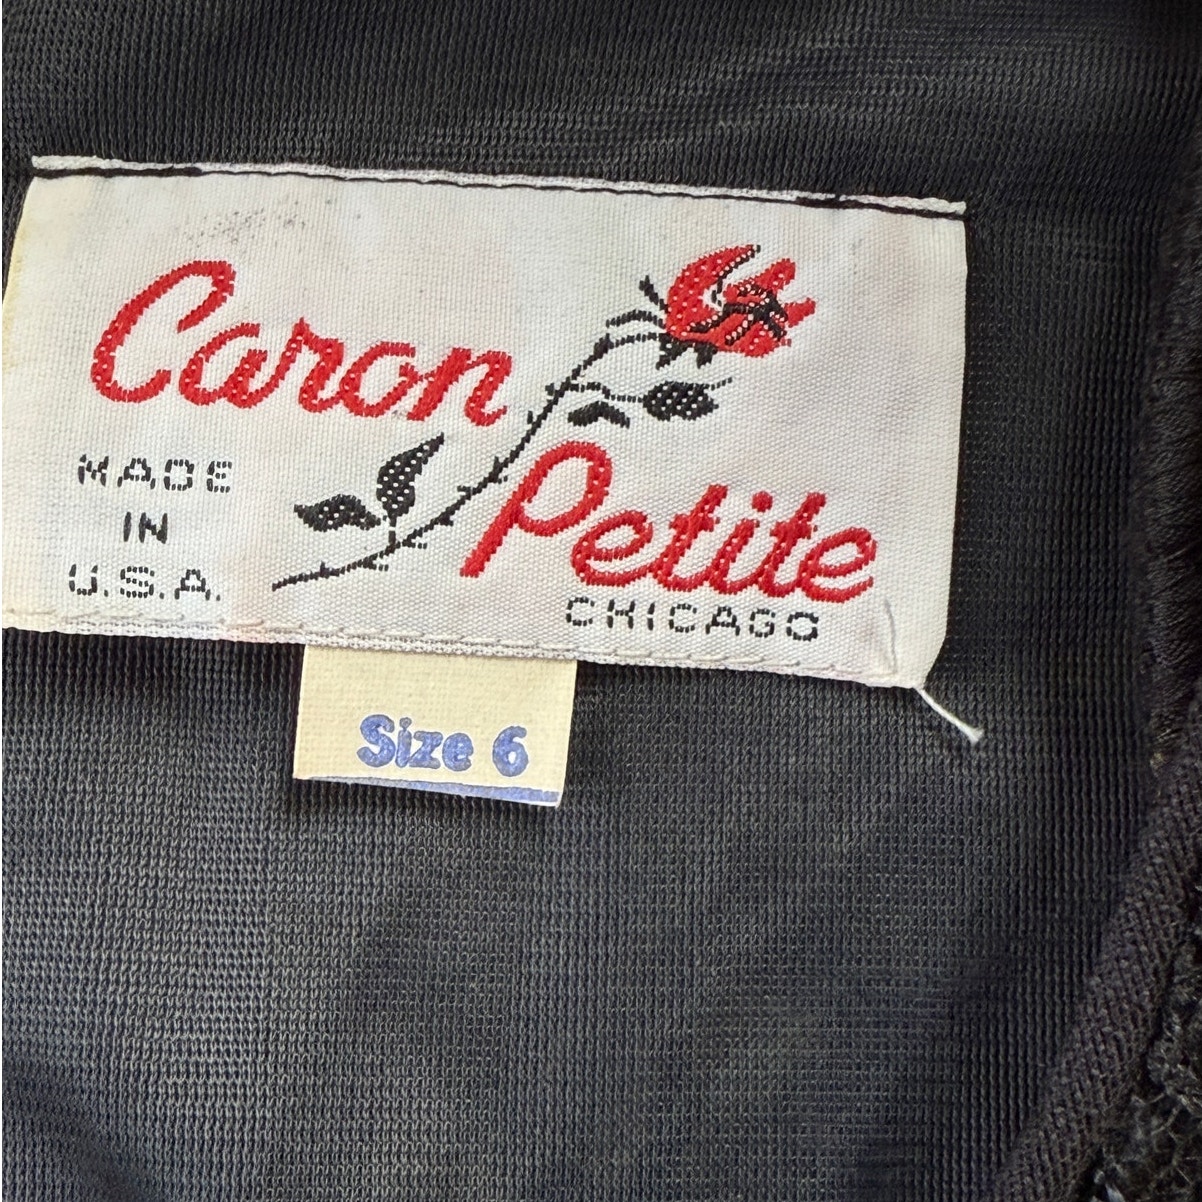 Caron
Petite
MADE
IN
U.S.A.
CHICAGO
Size 6